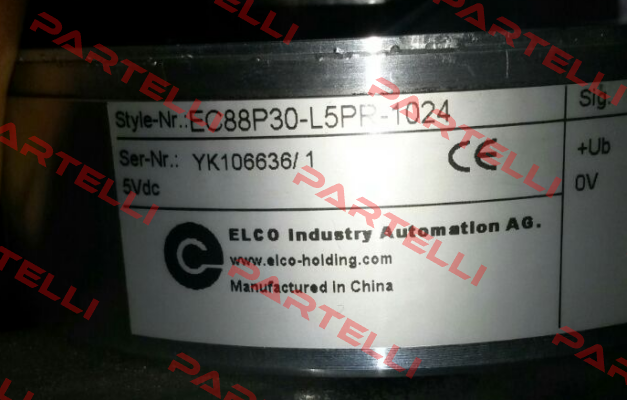 Style-Nr.: EC88P30-L5PR-1024
Sig.
Ser-Nr.: YK106636/1
5Vdc
CE
+Ub
0V
ELCO Industry Automation AG.
www.elco-holding.com
Manufactured in China
PARTELLI
PARTELLI
PARTELLI
PARTELLI
PARTELLI
PARTELLI
PARTELLI